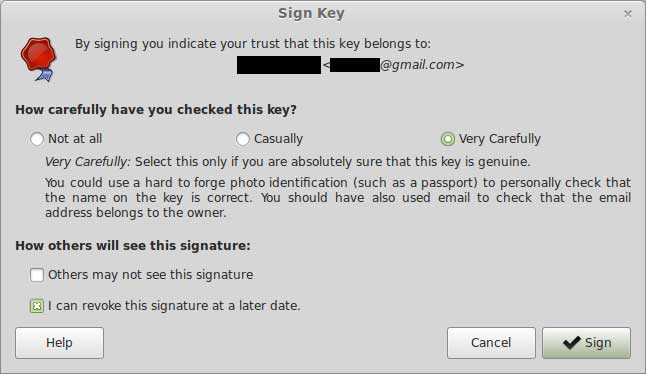 Sign Key
By signing you indicate your trust that this key belongs to:
< @gmail.com>
How carefully have you checked this key?
Not at all Casually Very Carefully
Very Carefully: Select this only if you are absolutely sure that this key is genuine.
You could use a hard to forge photo identification (such as a passport) to personally check that
the name on the key is correct. You should have also used email to check that the email
address belongs to the owner.
How others will see this signature:
Others may not see this signature
I can revoke this signature at a later date.
Help Cancel Sign